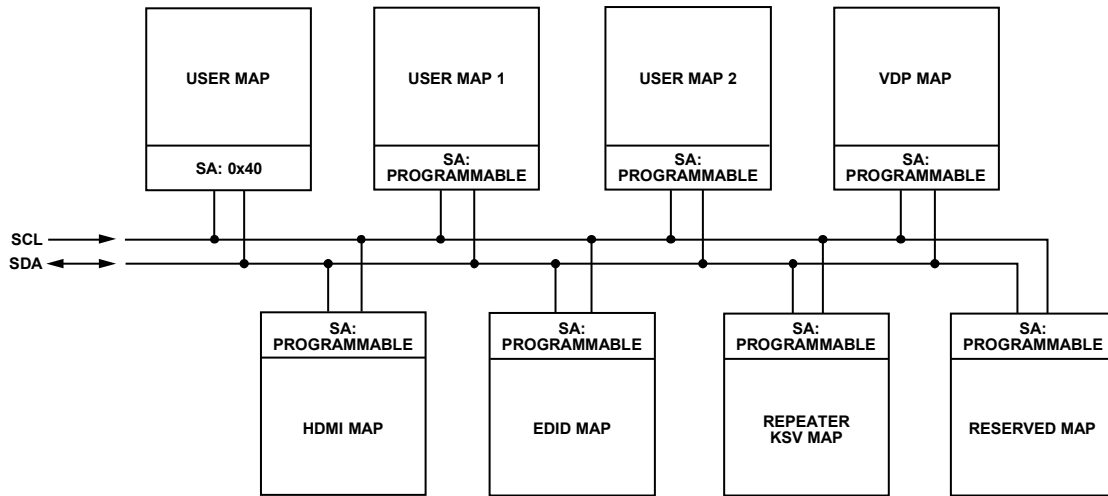 USER MAP
USER MAP 1
USER MAP 2
VDP MAP
SA: 0x40
SA:
PROGRAMMABLE
SA:
PROGRAMMABLE
SA:
PROGRAMMABLE
SCL
SDA
SA:
PROGRAMMABLE
SA:
PROGRAMMABLE
SA:
PROGRAMMABLE
SA:
PROGRAMMABLE
HDMI MAP
EDID MAP
REPEATER
KSV MAP
RESERVED MAP